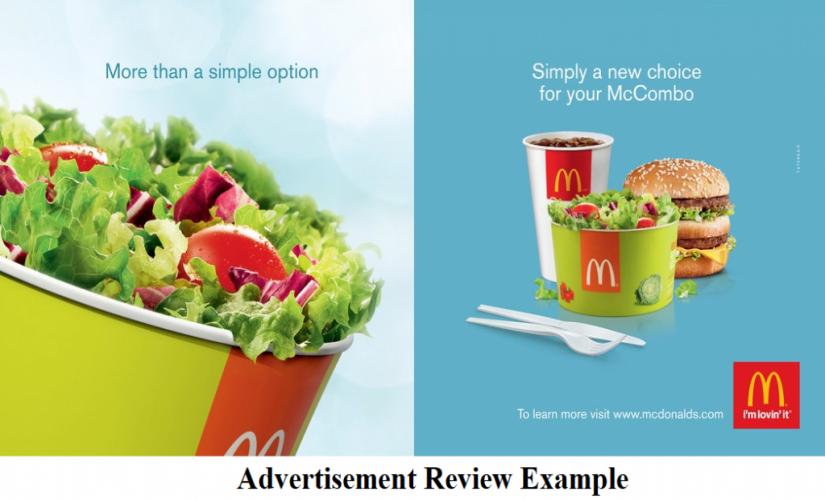 More than a simple option
Simply a new choice
for your McCombo
To learn more visit www.mcdonalds.com
i'm lovin' it
Advertisement Review Example